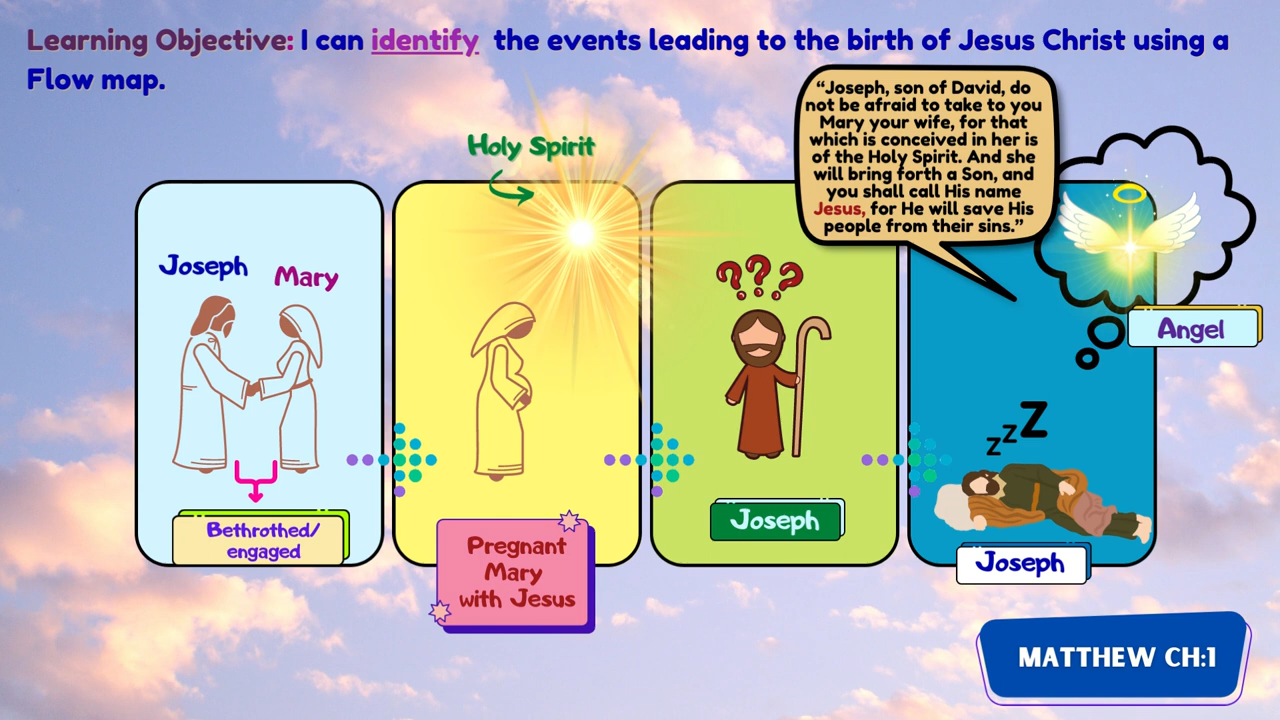 Learning Objective: I can identify the events leading to the birth of Jesus Christ using a
Flow map.
Holy Spirit
Joseph
Mary
Bethrothed/
engaged
Pregnant
Mary
with Jesus
???
Joseph
“Joseph, son of David, do
not be afraid to take to you
Mary your wife, for that
which is conceived in her is
of the Holy Spirit. And she
will bring forth a Son, and
you shall call His name
Jesus, for He will save His
people from their sins.”
Angel
zzZ
Joseph
MATTHEW CH:1